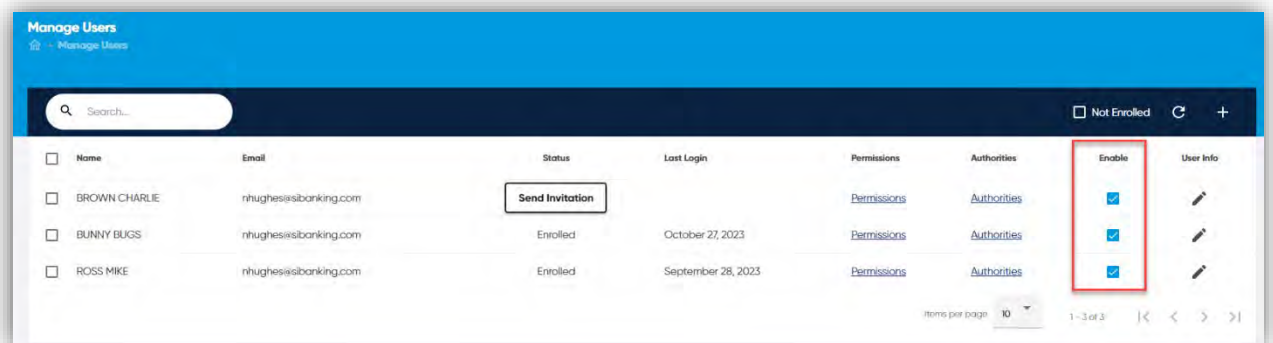 Manage Users
Manage Users
Search...
Not Enrolled
Name Email Status Last Login Permissions Authorities Enable User Info
BROWN CHARLIE nhughes@sibanking.com Send Invitation Permissions Authorities
BUNNY BUGS nhughes@sibanking.com Enrolled October 27, 2023 Permissions Authorities
ROSS MIKE nhughes@sibanking.com Enrolled September 28, 2023 Permissions Authorities
Items per page 10 1 - 3 of 3